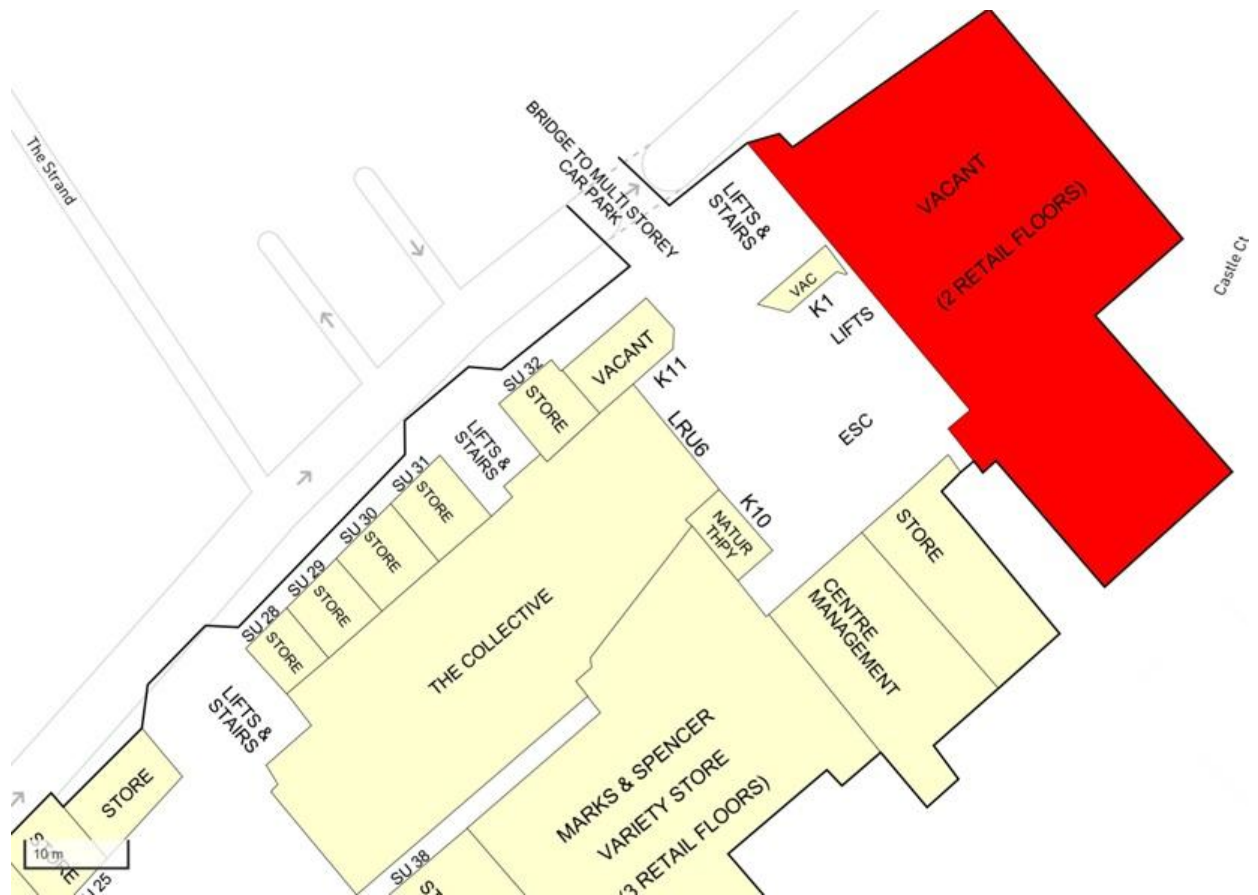 The Strand
BRIDGE TO MULTI STOREY
CAR PARK
LIFTS &
STAIRS
VACANT
(2 RETAIL FLOORS)
Castle Ct
VAC
K1
LIFTS
VACANT
K11
SU 32
STORE
LRU6
ESC
LIFTS &
STAIRS
SU 31
STORE
SU 30
STORE
SU 29
STORE
SU 28
STORE
K10
NATUR
THPY
STORE
CENTRE
MANAGEMENT
THE COLLECTIVE
LIFTS &
STAIRS
MARKS & SPENCER
VARIETY STORE
(3 RETAIL FLOORS)
STORE
STORE
10 m
SU 38